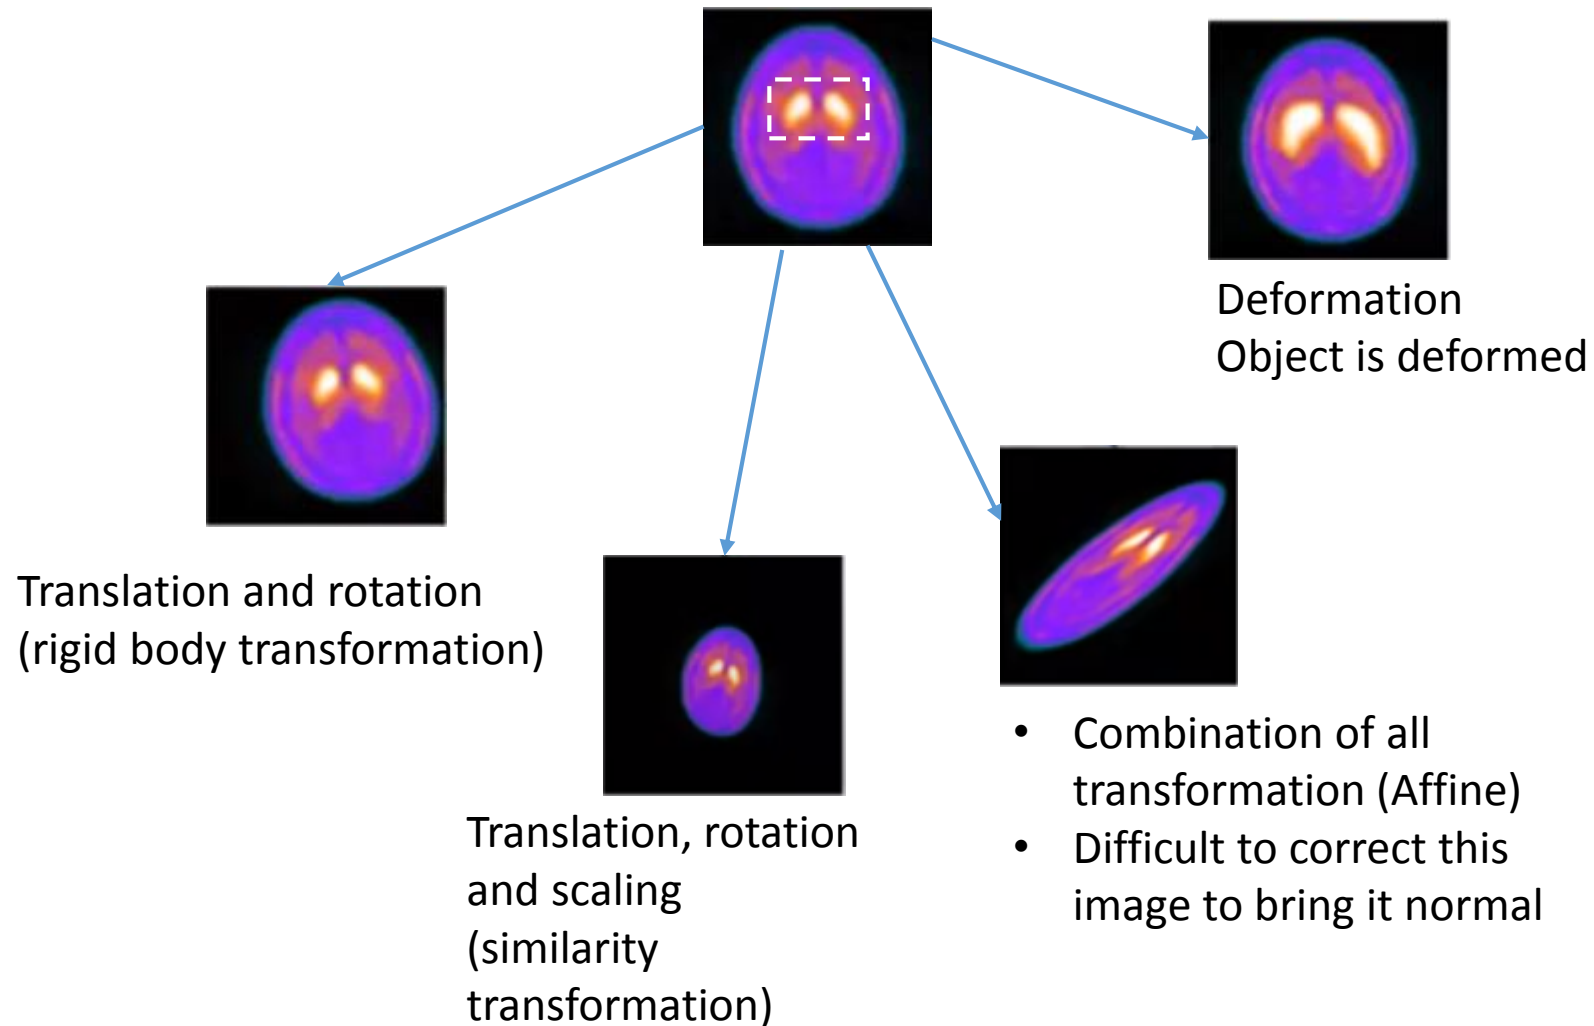 Deformation
Object is deformed
Translation and rotation
(rigid body transformation)
Translation, rotation
and scaling
(similarity
transformation)
• Combination of all
transformation (Affine)
• Difficult to correct this
image to bring it normal